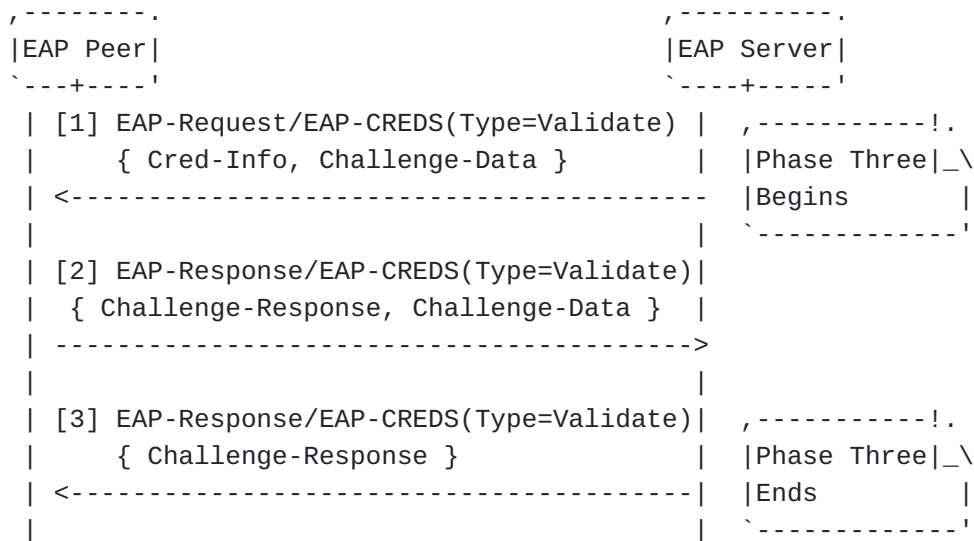 ,--------.                                  ,----------.
|EAP Peer|                                  |EAP Server|
`---+----'                                  `----+-----'
 | [1] EAP-Request/EAP-CREDS(Type=Validate) |  ,-----------!.
 |     { Cred-Info, Challenge-Data }        |  |Phase Three|_\
 | <-----------------------------------------  |Begins       |
 |                                          |  `-------------'
 | [2] EAP-Response/EAP-CREDS(Type=Validate)|
 |  { Challenge-Response, Challenge-Data }  |
 | ----------------------------------------->
 |                                          |
 | [3] EAP-Response/EAP-CREDS(Type=Validate)|  ,-----------!.
 |     { Challenge-Response }               |  |Phase Three|_\
 | <----------------------------------------|  |Ends         |
 |                                          |  `-------------'